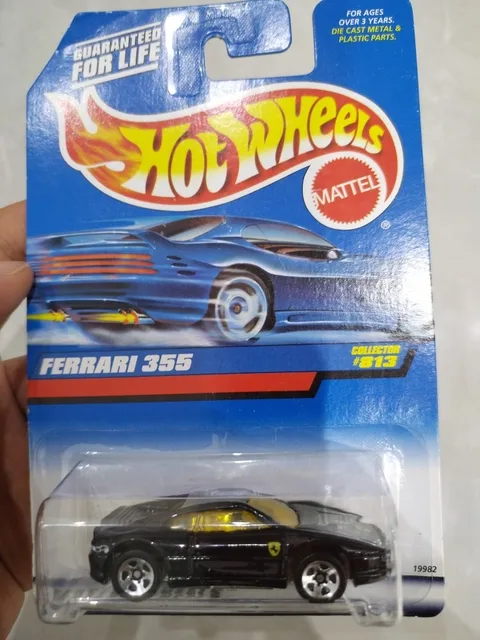 GUARANTEED
FOR LIFE
FOR AGES
OVER 3 YEARS.
DIE CAST METAL &
PLASTIC PARTS.
HOT WHEELS
MATTEL
®
FERRARI 355
COLLECTOR
#813
19982